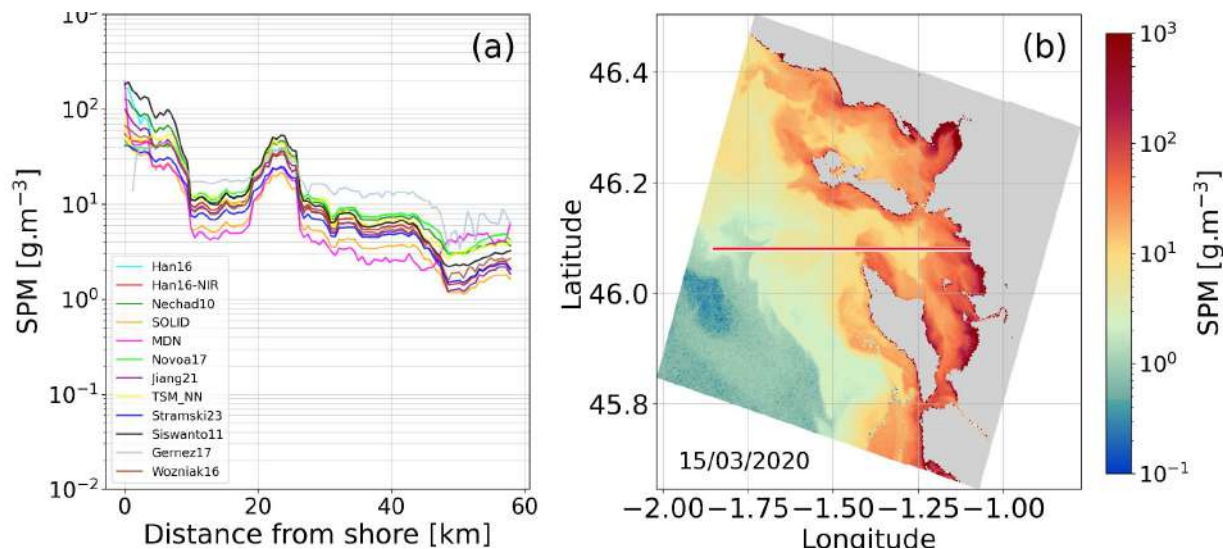 (a)
10³
10²
10¹
10⁰
10⁻¹
10⁻²
SPM [g.m⁻³]
Han16
Han16-NIR
Nechad10
SOLID
MDN
Novoa17
Jiang21
TSM_NN
Stramski23
Siswanto11
Gernez17
Wozniak16
0 20 40 60
Distance from shore [km]
(b)
46.4
46.2
46.0
45.8
Latitude
15/03/2020
−2.00 −1.75 −1.50 −1.25 −1.00
Longitude
10³
10²
10¹
10⁰
10⁻¹
SPM [g.m⁻³]